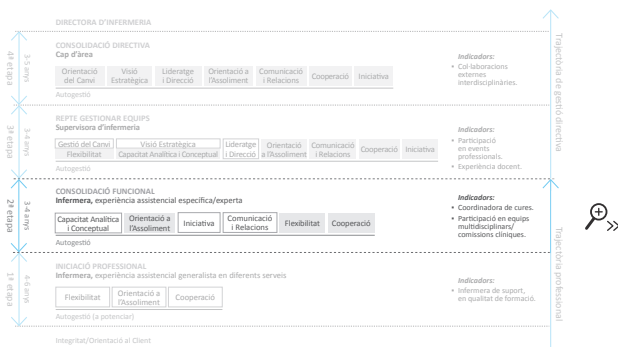 DIRECTORA D'INFERMERIA
CONSOLIDACIÓ DIRECTIVA
Cap d'àrea
Orientació
del Canvi
Visió
Estratègica
Lideratge
i Direcció
Orientació a
l'Assoliment
Comunicació
i Relacions
Cooperació
Iniciativa
Autogestió
Indicadors:
• Col·laboracions
externes
interdisciplinàries.
4ª etapa
3-5 anys
REPTE GESTIONAR EQUIPS
Supervisora d'infermeria
Gestió del Canvi
Flexibilitat
Visió Estratègica
Capacitat Analítica i Conceptual
Lideratge
i Direcció
Orientació
a l'Assoliment
Comunicació
i Relacions
Cooperació
Iniciativa
Autogestió
Indicadors:
• Participació
en events
professionals.
• Experiència docent.
3ª etapa
3-4 anys
Trajectòria de gestió directiva
CONSOLIDACIÓ FUNCIONAL
Infermera, experiència assistencial específica/experta
Capacitat Analítica
i Conceptual
Orientació a
l'Assoliment
Iniciativa
Comunicació
i Relacions
Flexibilitat
Cooperació
Autogestió
Indicadors:
• Coordinadora de cures.
• Participació en equips
multidisciplinars/
comissions clíniques.
2ª etapa
3-4 anys
INICIACIÓ PROFESSIONAL
Infermera, experiència assistencial generalista en diferents serveis
Flexibilitat
Orientació a
l'Assoliment
Cooperació
Autogestió (a potenciar)
Indicadors:
• Infermera de suport,
en qualitat de formació.
1ª etapa
4-6 anys
Trajectòria professional
Integritat/Orientació al Client